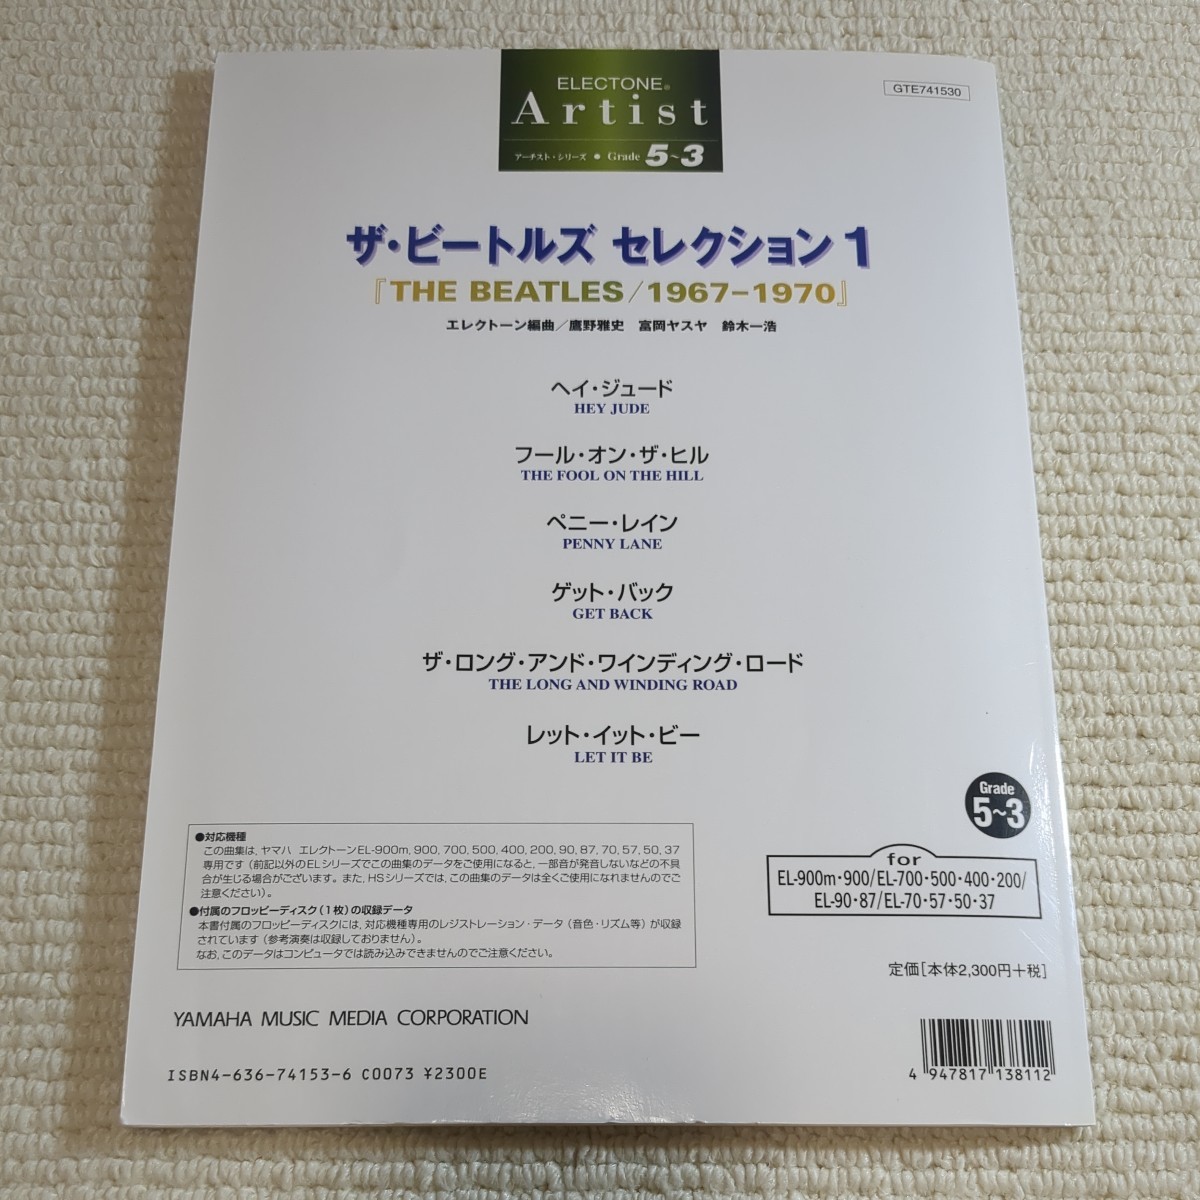 ELECTONE®
Artist
アーチスト・シリーズ ● Grade 5~3
GTE741530
ザ・ビートルズ セレクション1
『THE BEATLES/1967-1970』
エレクトーン編曲/鷹野雅史 富岡ヤスヤ 鈴木一浩
ヘイ・ジュード
HEY JUDE
フール・オン・ザ・ヒル
THE FOOL ON THE HILL
ペニー・レイン
PENNY LANE
ゲット・バック
GET BACK
ザ・ロング・アンド・ワインディング・ロード
THE LONG AND WINDING ROAD
レット・イット・ビー
LET IT BE
Grade
5~3
●対応機種
この曲集は、ヤマハ エレクトーンEL-900m, 900, 700, 500, 400, 200, 90, 87, 70, 57, 50, 37
専用です(前記以外のELシリーズでこの曲集のデータをご使用になると、一部音が発音しないなどの不具
合が生じる場合がございます。また、HSシリーズでは、この曲集のデータは全くご使用になれませんのでご
注意ください)。
●付属のフロッピーディスク(1枚)の収録データ
本書付属のフロッピーディスクには、対応機種専用のレジストレーション・データ(音色・リズム等)が収録
されています(参考演奏は収録しておりません)。
なお、このデータはコンピュータでは読み込みできませんのでご注意ください。
for
EL-900m・900/EL-700・500・400・200/
EL-90・87/EL-70・57・50・37
定価[本体2,300円+税]
YAMAHA MUSIC MEDIA CORPORATION
ISBN4-636-74153-6 C0073 ¥2300E
4 947817 138112